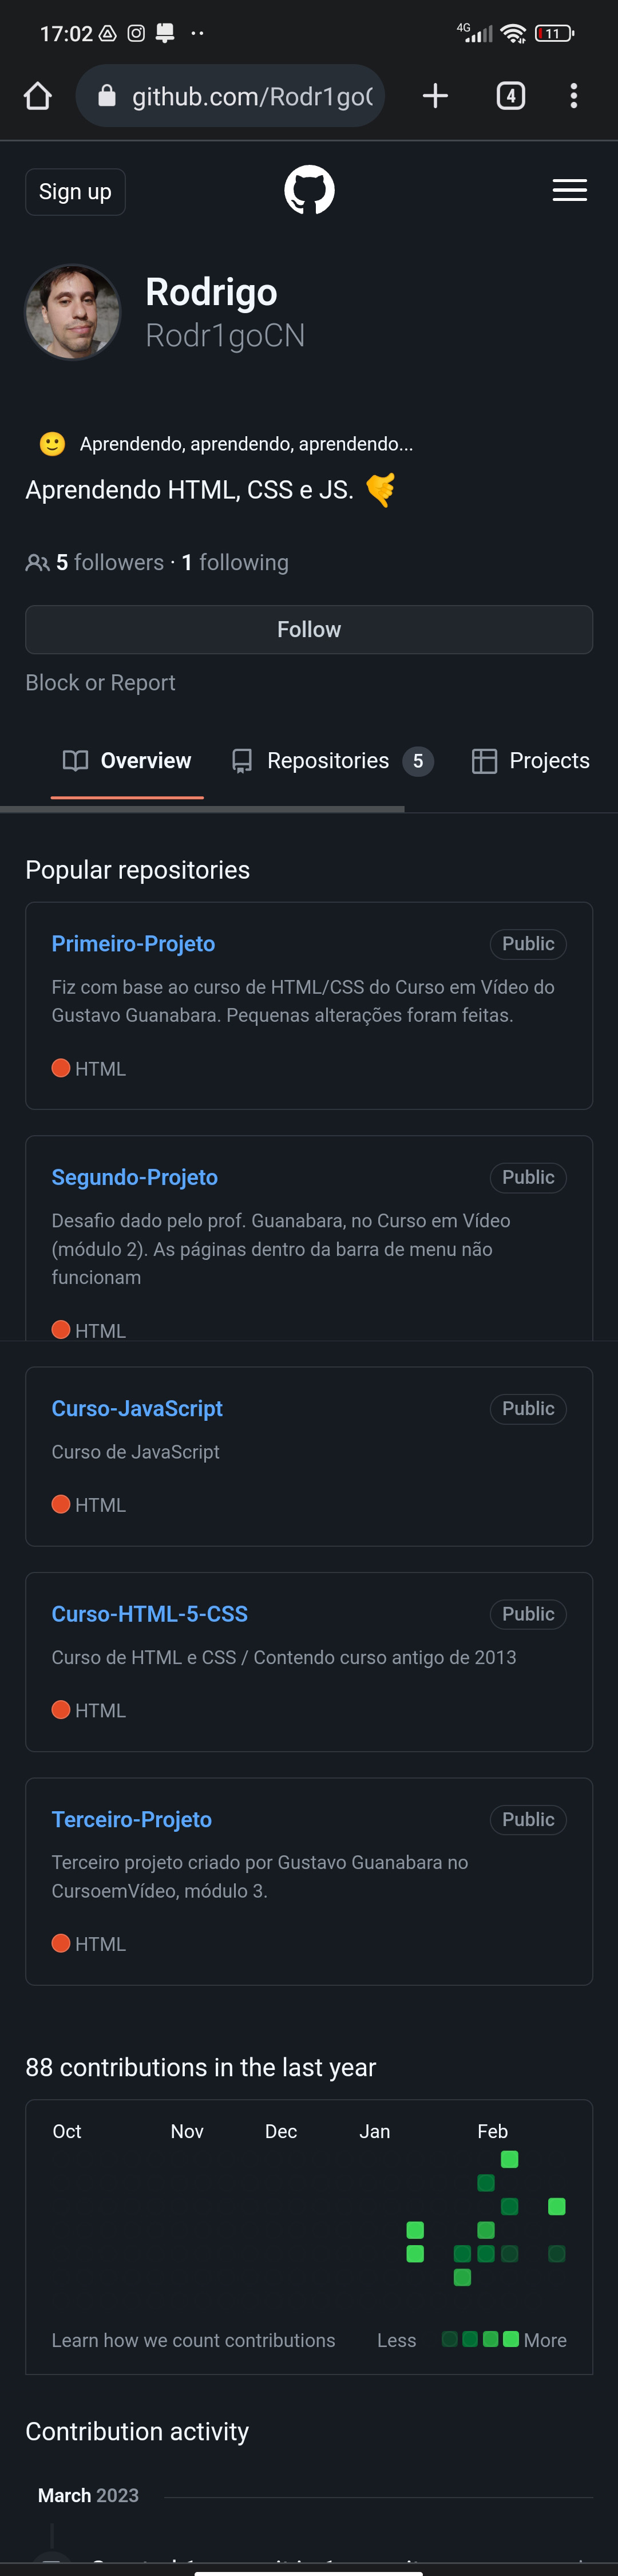 17:02
4G
11
github.com/Rodr1goC
4
Sign up
Rodrigo
Rodr1goCN
Aprendendo, aprendendo, aprendendo...
Aprendendo HTML, CSS e JS.
5 followers · 1 following
Follow
Block or Report
Overview Repositories 5 Projects
Popular repositories
Primeiro-Projeto Public
Fiz com base ao curso de HTML/CSS do Curso em Vídeo do
Gustavo Guanabara. Pequenas alterações foram feitas.
HTML
Segundo-Projeto Public
Desafio dado pelo prof. Guanabara, no Curso em Vídeo
(módulo 2). As páginas dentro da barra de menu não
funcionam
HTML
Curso-JavaScript Public
Curso de JavaScript
HTML
Curso-HTML-5-CSS Public
Curso de HTML e CSS / Contendo curso antigo de 2013
HTML
Terceiro-Projeto Public
Terceiro projeto criado por Gustavo Guanabara no
CursoemVídeo, módulo 3.
HTML
88 contributions in the last year
Oct Nov Dec Jan Feb
Learn how we count contributions Less More
Contribution activity
March 2023